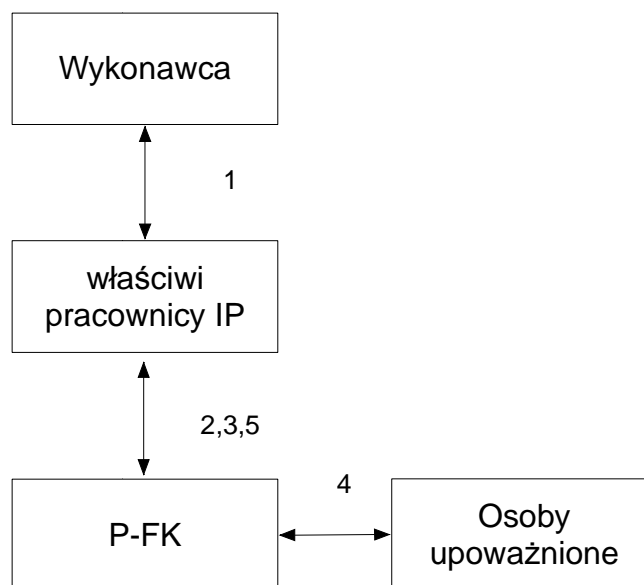 Wykonawca
1
właściwi
pracownicy IP
2,3,5
4
P-FK
Osoby
upoważnione